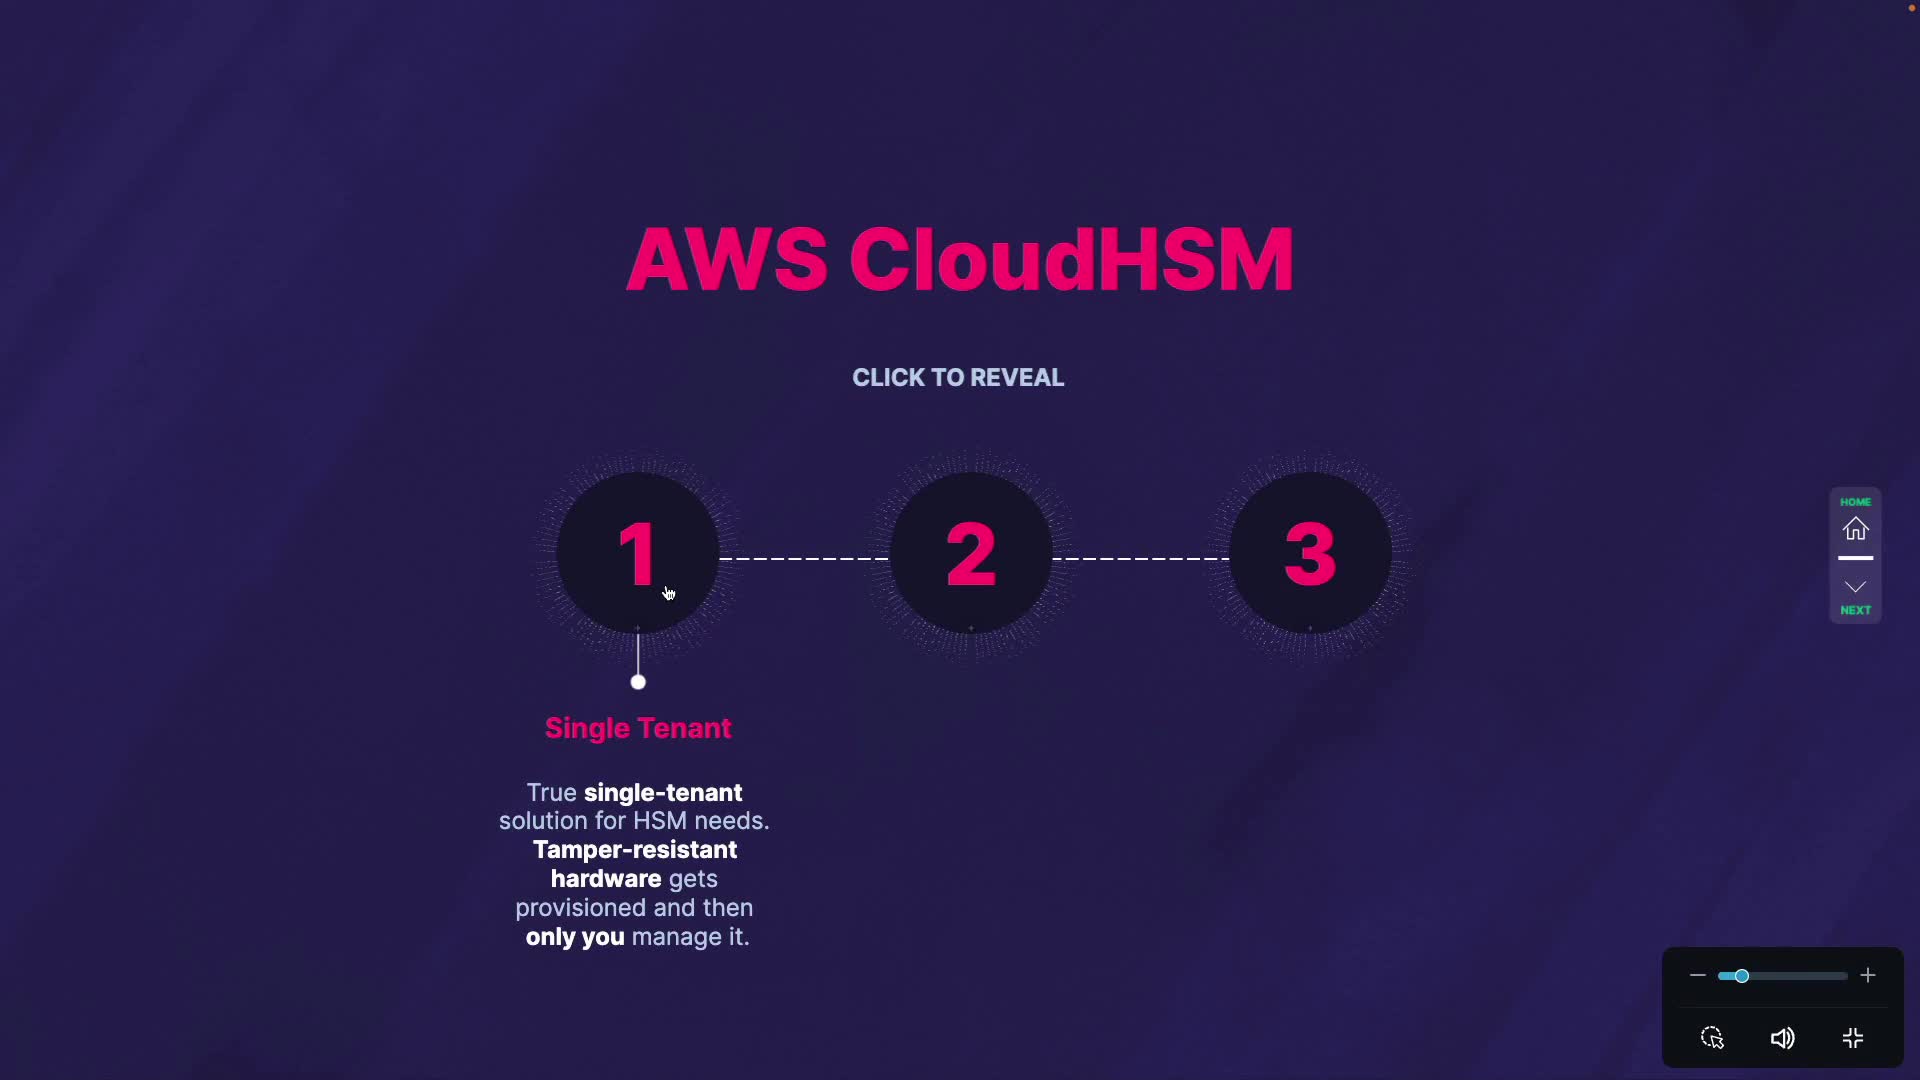 AWS CloudHSM
CLICK TO REVEAL
1
2
3
HOME
NEXT
Single Tenant
True single-tenant
solution for HSM needs.
Tamper-resistant
hardware gets
provisioned and then
only you manage it.